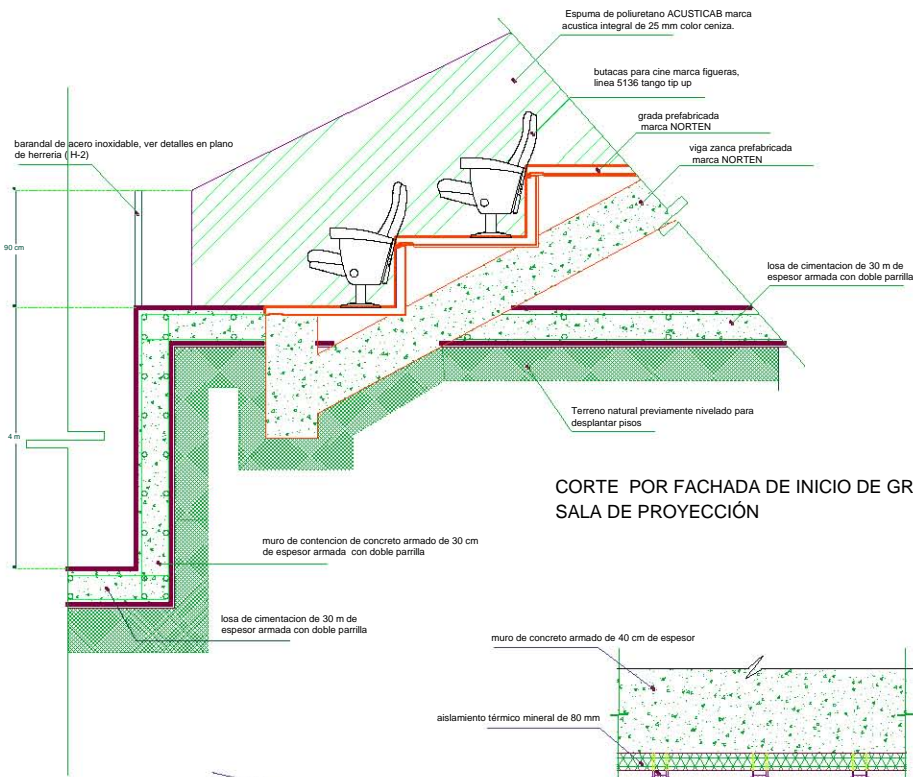 Espuma de poliuretano ACUSTICAB marca
acustica integral de 25 mm color ceniza.
butacas para cine marca figueras,
linea 5136 tango tip up
grada prefabricada
marca NORTEN
viga zanca prefabricada
marca NORTEN
barandal de acero inoxidable, ver detalles en plano
de herreria ( H-2)
90 cm
losa de cimentacion de 30 m de
espesor armada con doble parrilla
Terreno natural previamente nivelado para
desplantar pisos
4 m
CORTE POR FACHADA DE INICIO DE GR
SALA DE PROYECCIÓN
muro de contencion de concreto armado de 30 cm
de espesor armada con doble parrilla
losa de cimentacion de 30 m de
espesor armada con doble parrilla
muro de concreto armado de 40 cm de espesor
aislamiento térmico mineral de 80 mm